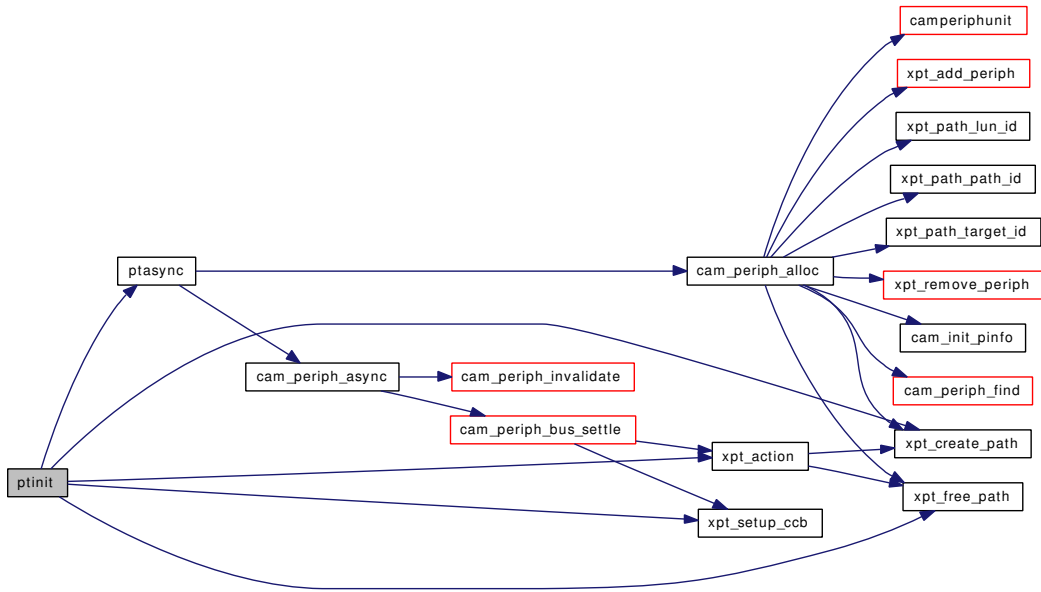 camperiphunit
xpt_add_periph
xpt_path_lun_id
xpt_path_path_id
xpt_path_target_id
ptasync
cam_periph_alloc
xpt_remove_periph
cam_init_pinfo
cam_periph_async
cam_periph_invalidate
cam_periph_find
cam_periph_bus_settle
xpt_create_path
xpt_action
ptinit
xpt_free_path
xpt_setup_ccb